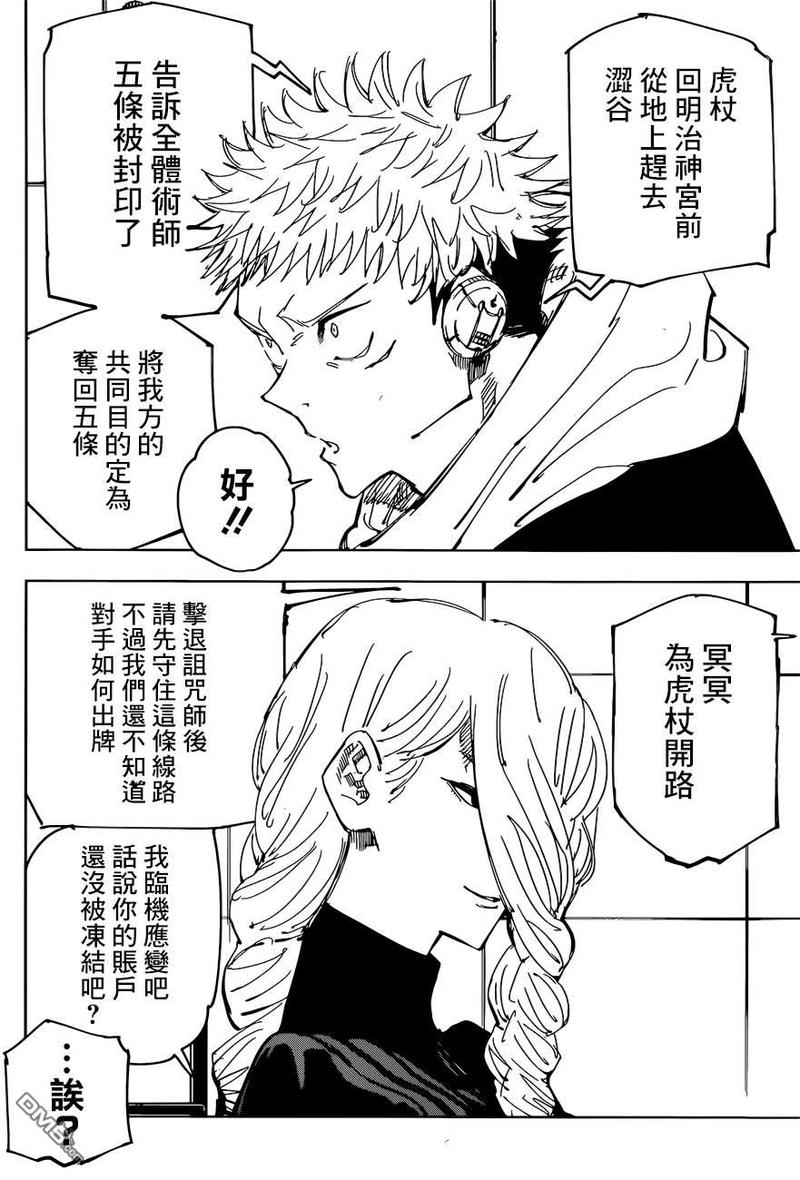 虎杖
回明治神宮前
從地上趕去
澀谷
告訴全體術師
五條被封印了
將我方的
共同目的定為
奪回五條
好!!
冥冥
為虎杖開路
擊退詛咒師後
請先守住這條線路
不過我們還不知道
對手如何出牌
我臨機應變吧
話說你的賬戶
還沒被凍結吧?
…誒?